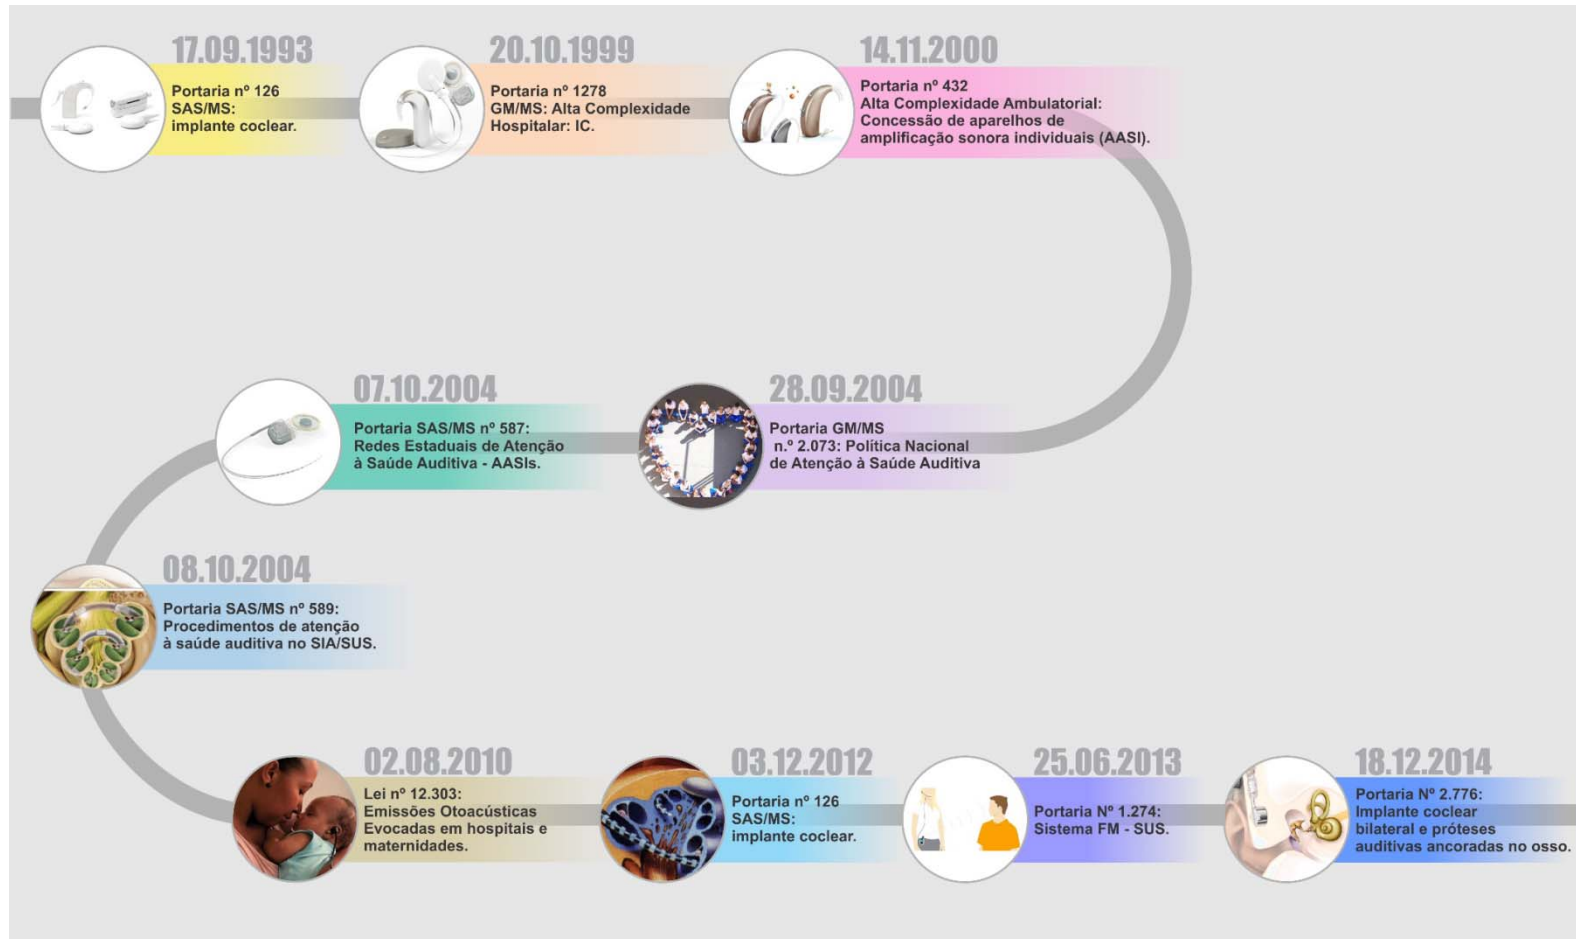 17.09.1993
Portaria nº 126
SAS/MS:
implante coclear.
20.10.1999
Portaria nº 1278
GM/MS: Alta Complexidade
Hospitalar: IC.
14.11.2000
Portaria nº 432
Alta Complexidade Ambulatorial:
Concessão de aparelhos de
amplificação sonora individuais (AASI).
28.09.2004
Portaria GM/MS
n.º 2.073: Política Nacional
de Atenção à Saúde Auditiva
07.10.2004
Portaria SAS/MS nº 587:
Redes Estaduais de Atenção
à Saúde Auditiva - AASIs.
08.10.2004
Portaria SAS/MS nº 589:
Procedimentos de atenção
à saúde auditiva no SIA/SUS.
02.08.2010
Lei nº 12.303:
Emissões Otoacústicas
Evocadas em hospitais e
maternidades.
03.12.2012
Portaria nº 126
SAS/MS:
implante coclear.
25.06.2013
Portaria Nº 1.274:
Sistema FM - SUS.
18.12.2014
Portaria Nº 2.776:
Implante coclear
bilateral e próteses
auditivas ancoradas no osso.